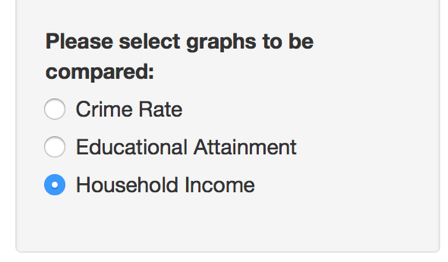 Please select graphs to be
compared:
Crime Rate
Educational Attainment
Household Income